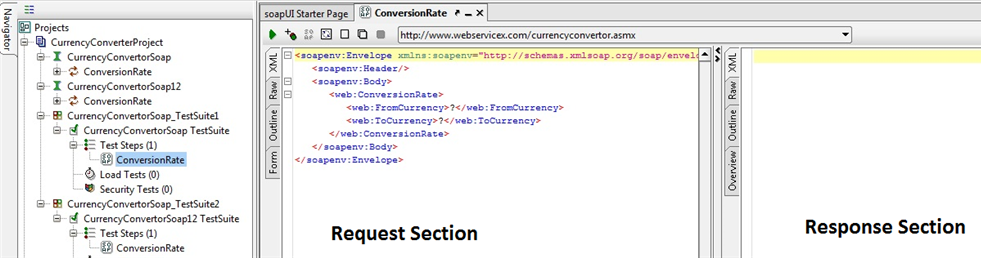 Navigator
Projects
CurrencyConverterProject
CurrencyConvertorSoap
ConversionRate
CurrencyConvertorSoap12
ConversionRate
CurrencyConvertorSoap_TestSuite1
CurrencyConvertorSoap TestSuite
Test Steps (1)
ConversionRate
Load Tests (0)
Security Tests (0)
CurrencyConvertorSoap_TestSuite2
CurrencyConvertorSoap12 TestSuite
Test Steps (1)
ConversionRate
soapUI Starter Page
ConversionRate
http://www.webservicex.com/currencyconvertor.asmx
XML
Raw
Outline
Form
<soapenv:Envelope xmlns:soapenv="http://schemas.xmlsoap.org/soap/envelo
<soapenv:Header/>
<soapenv:Body>
<web:ConversionRate>
<web:FromCurrency>?</web:FromCurrency>
<web:ToCurrency>?</web:ToCurrency>
</web:ConversionRate>
</soapenv:Body>
</soapenv:Envelope>
Request Section
XML
Raw
Outline
Overview
Response Section